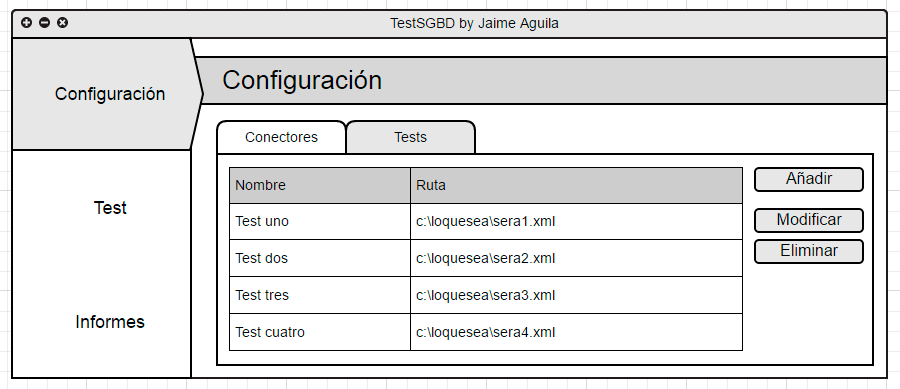 TestSGBD by Jaime Aguila
Configuración
Configuración
Conectores Tests
Nombre Ruta Añadir
Test uno c:\loquesea\sera1.xml Modificar
Test dos c:\loquesea\sera2.xml Eliminar
Test tres c:\loquesea\sera3.xml
Test cuatro c:\loquesea\sera4.xml
Test
Informes